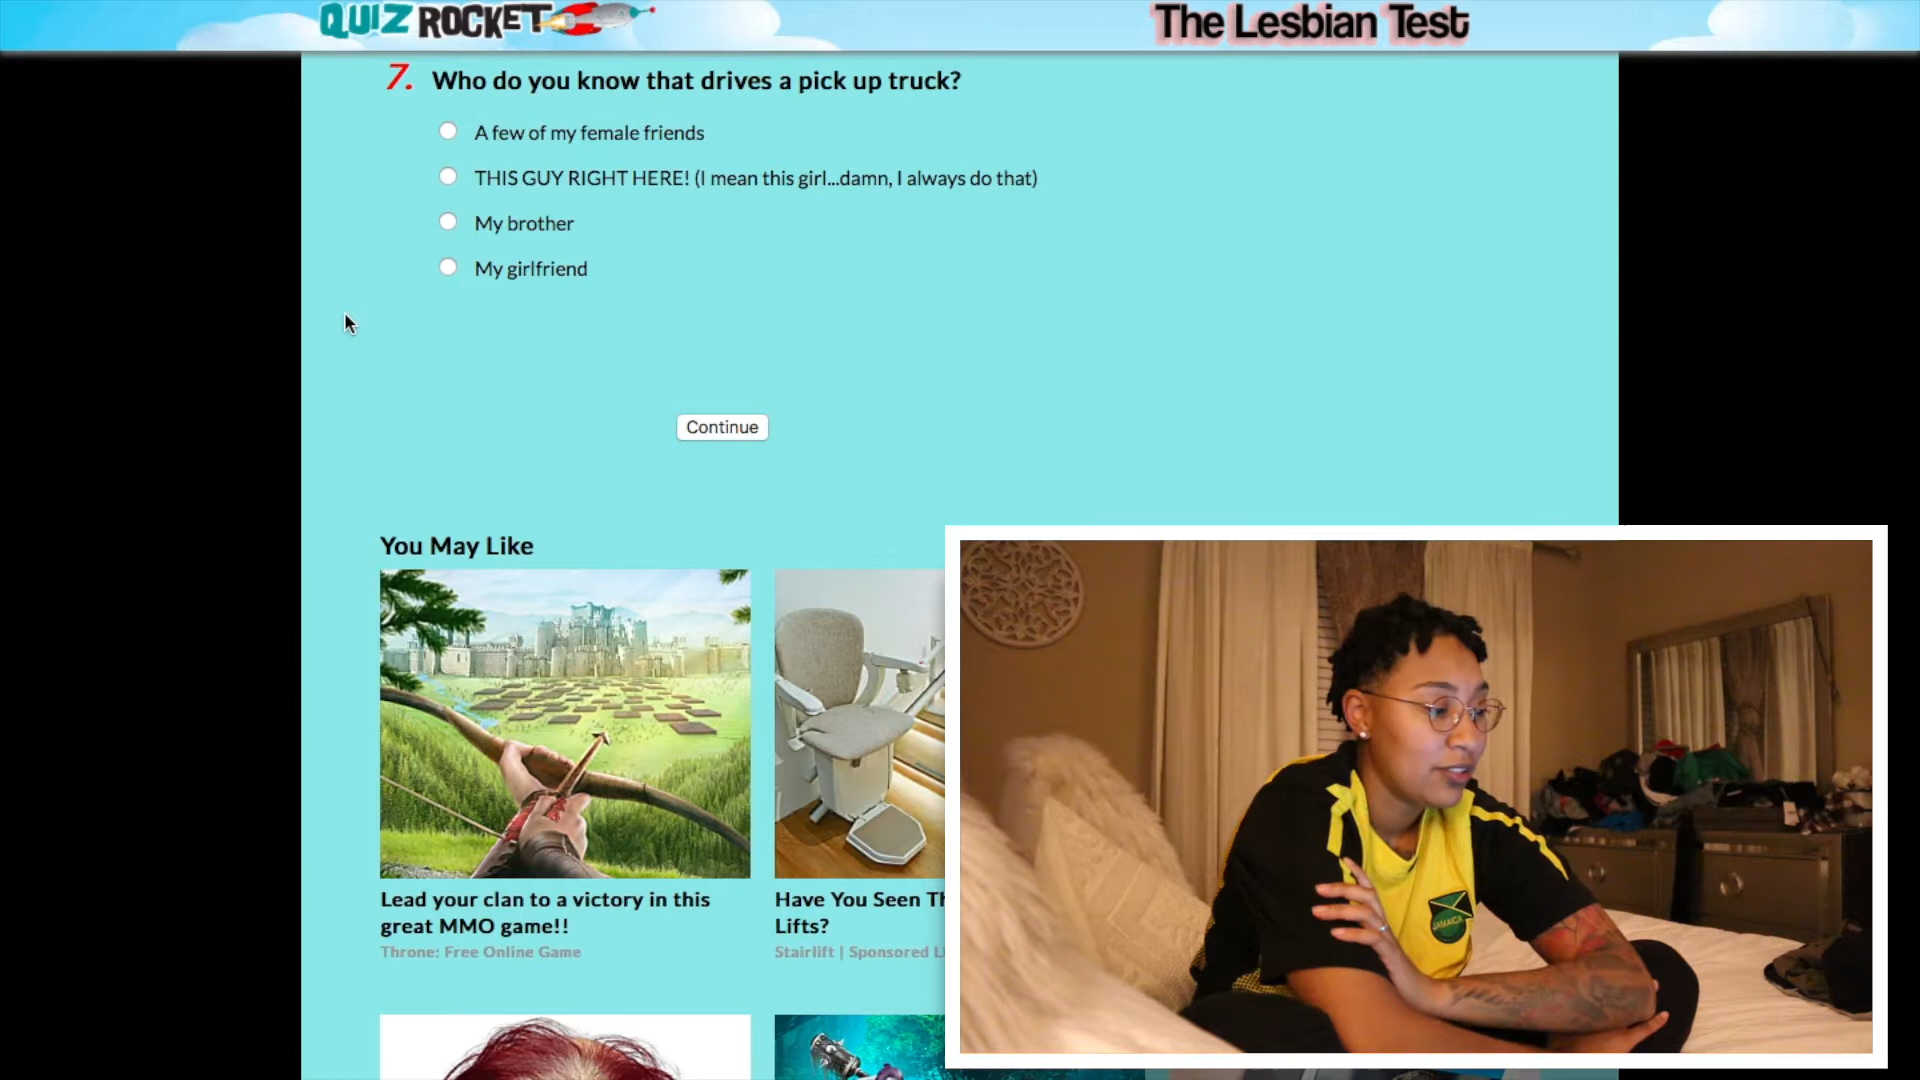 QUIZ ROCKET
The Lesbian Test
7. Who do you know that drives a pick up truck?
A few of my female friends
THIS GUY RIGHT HERE! (I mean this girl...damn, I always do that)
My brother
My girlfriend
Continue
You May Like
Lead your clan to a victory in this
great MMO game!!
Throne: Free Online Game
Have You Seen
Lifts?
Stairlift | Sponsored
JAMAICA